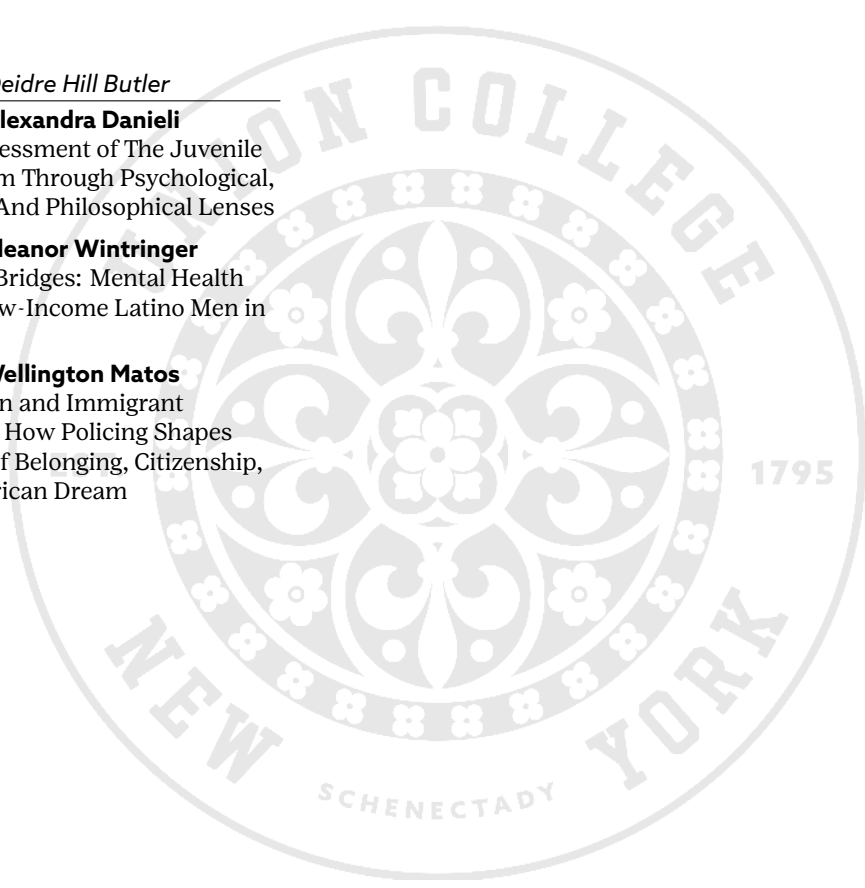 eidre Hill Butler
lexandra Danieli
essment of The Juvenile
m Through Psychological,
And Philosophical Lenses
leanor Wintringer
Bridges: Mental Health
w-Income Latino Men in
Wellington Matos
n and Immigrant
How Policing Shapes
f Belonging, Citizenship,
rican Dream
UNION COLLEGE
EST
1795
NEW YORK
SCHENECTADY